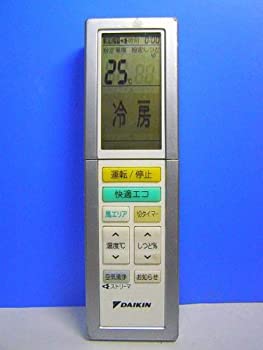 25℃
冷房
運転/停止
快適エコ
風エリア 切タイマー
温度℃ しつど%
空気清浄 お知らせ
ストリーマ
DAIKIN